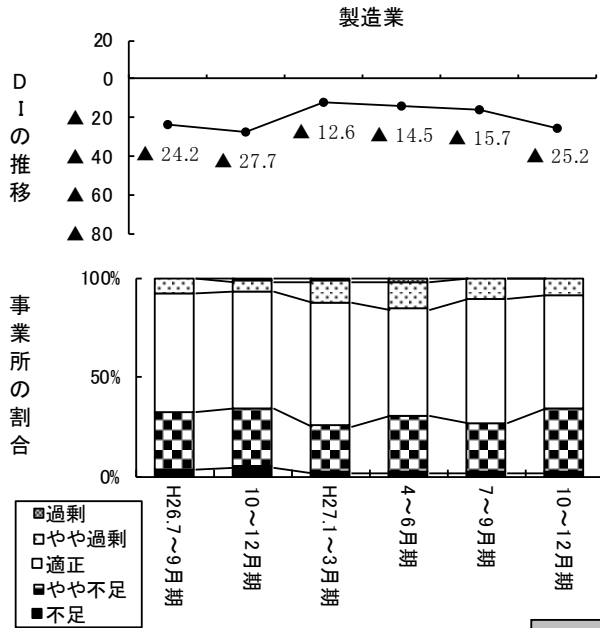 製造業
DIの推移
20
0
▲ 20
▲ 40
▲ 60
▲ 80
▲ 24.2
▲ 27.7
▲ 12.6
▲ 14.5
▲ 15.7
▲ 25.2
事業所の割合
100%
50%
0%
H26.7～9月期
10～12月期
H27.1～3月期
4～6月期
7～9月期
10～12月期
過剰
やや過剰
適正
やや不足
不足